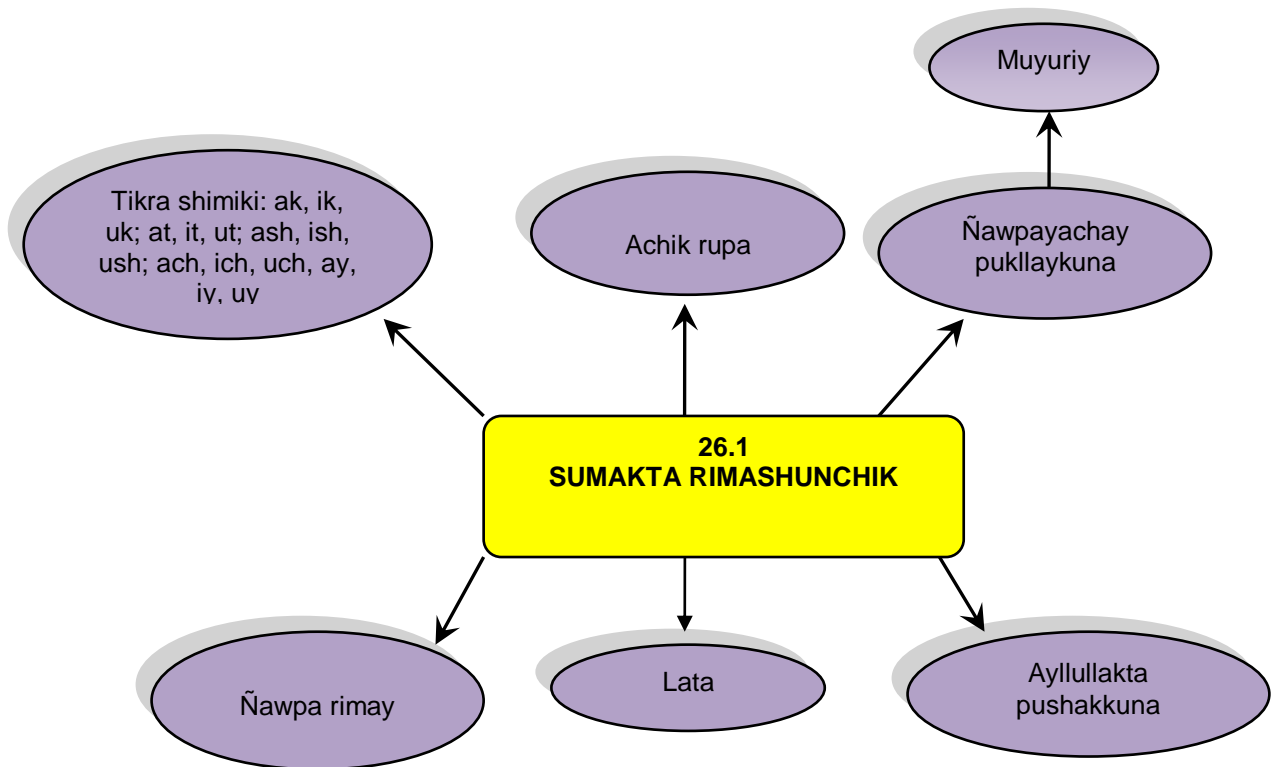 Muyuriy
Tikra shimiki: ak, ik,
uk; at, it, ut; ash, ish,
ush; ach, ich, uch, ay,
iy, uy
Achik rupa
Ñawpayachay
pukllaykuna
26.1
SUMAKTA RIMASHUNCHIK
Ñawpa rimay
Lata
Ayllullakta
pushakkuna